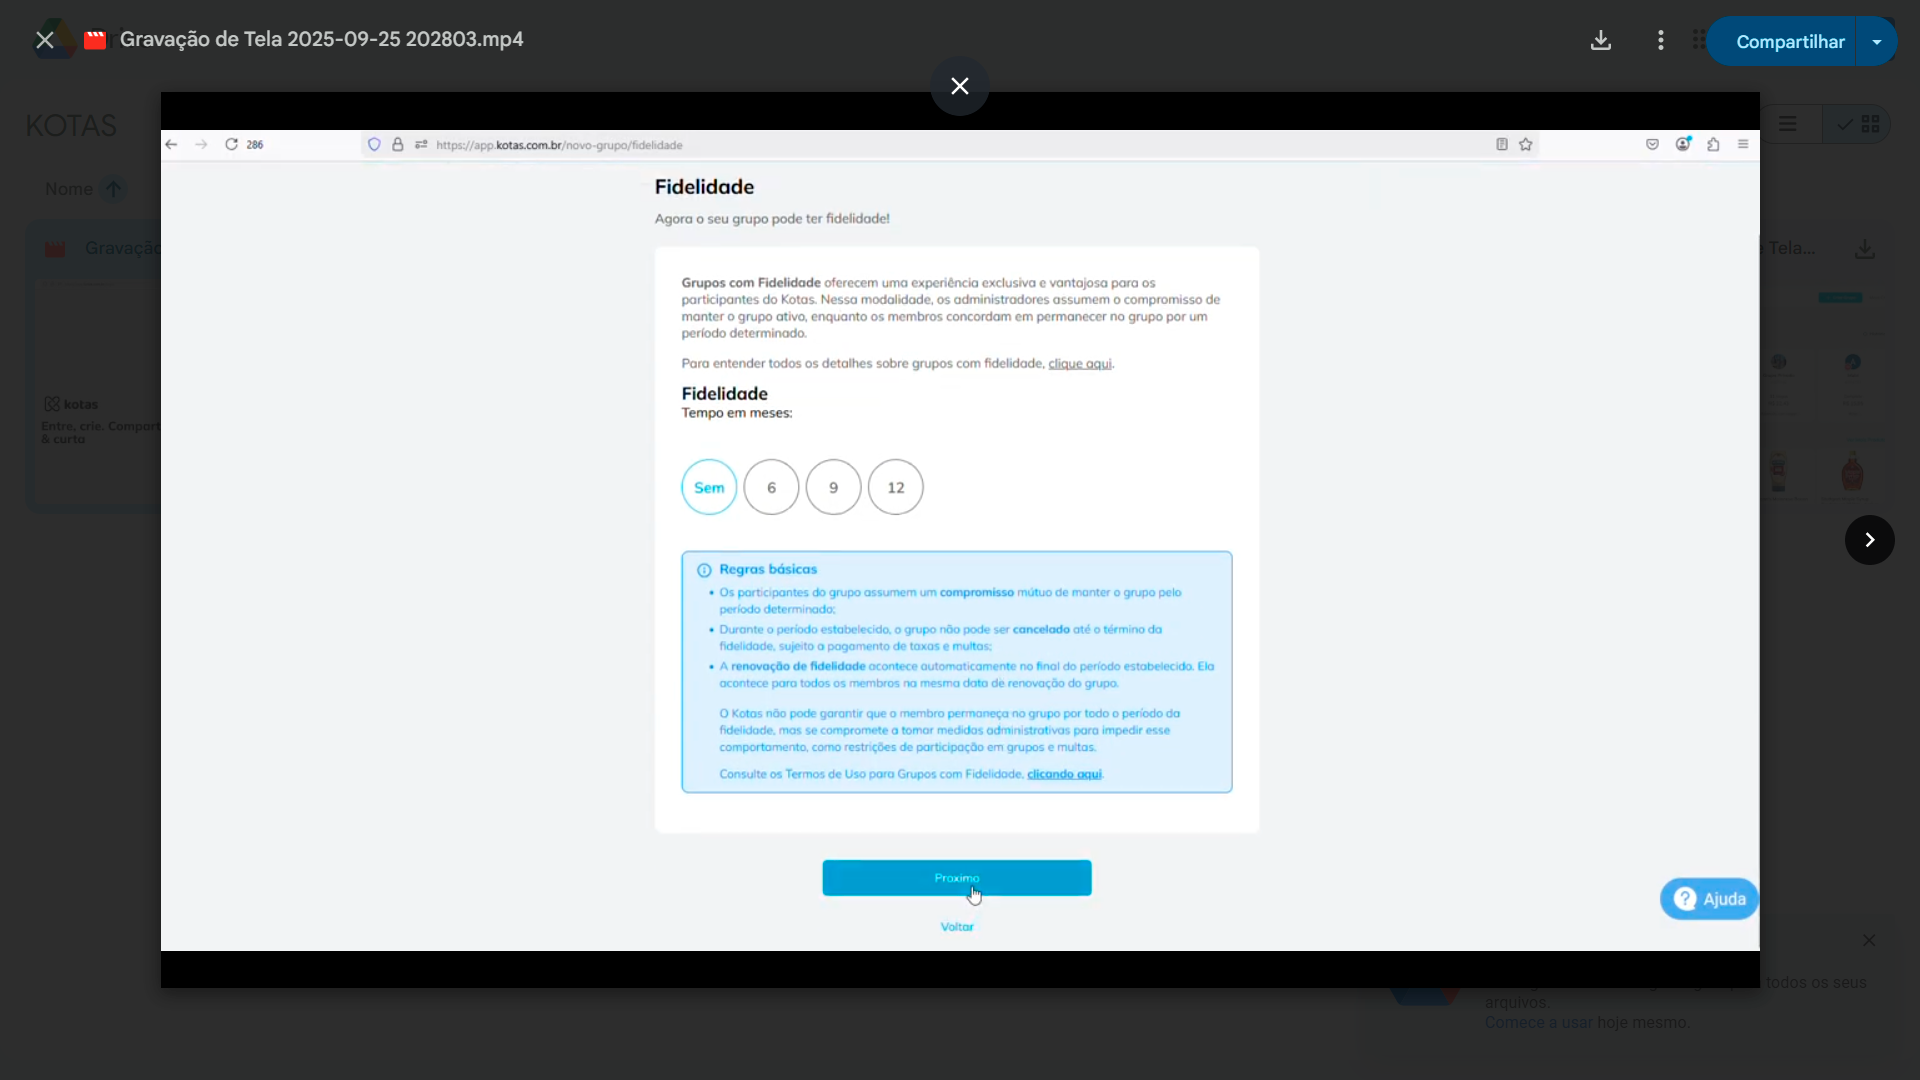 Gravação de Tela 2025-09-25 202803.mp4
Compartilhar
KOTAS
286
https://app.kotas.com.br/novo-grupo/fidelidade
Nome
Fidelidade
Agora o seu grupo pode ter fidelidade!
Gravação
Tela...
Grupos com Fidelidade oferecem uma experiência exclusiva e vantajosa para os
participantes do Kotas. Nessa modalidade, os administradores assumem o compromisso de
manter o grupo ativo, enquanto os membros concordam em permanecer no grupo por um
período determinado.
Para entender todos os detalhes sobre grupos com fidelidade, clique aqui.
Fidelidade
Tempo em meses:
kotas
Entre, crie. Compart
& curta
Sem
6
9
12
Regras básicas
• Os participantes do grupo assumem um compromisso mútuo de manter o grupo pelo
período determinado;
• Durante o período estabelecido, o grupo não pode ser cancelado até o término da
fidelidade, sujeito a pagamento de taxas e multas;
• A renovação de fidelidade acontece automaticamente no final do período estabelecido. Ela
acontece para todos os membros na mesma data de renovação do grupo.
O Kotas não pode garantir que o membro permaneça no grupo por todo o período da
fidelidade, mas se compromete a tomar medidas administrativas para impedir esse
comportamento, como restrições de participação em grupos e multas.
Consulte os Termos de Uso para Grupos com Fidelidade, clicando aqui.
Proximo
Ajuda
Voltar
todos os seus
arquivos.
Comece a usar hoje mesmo.